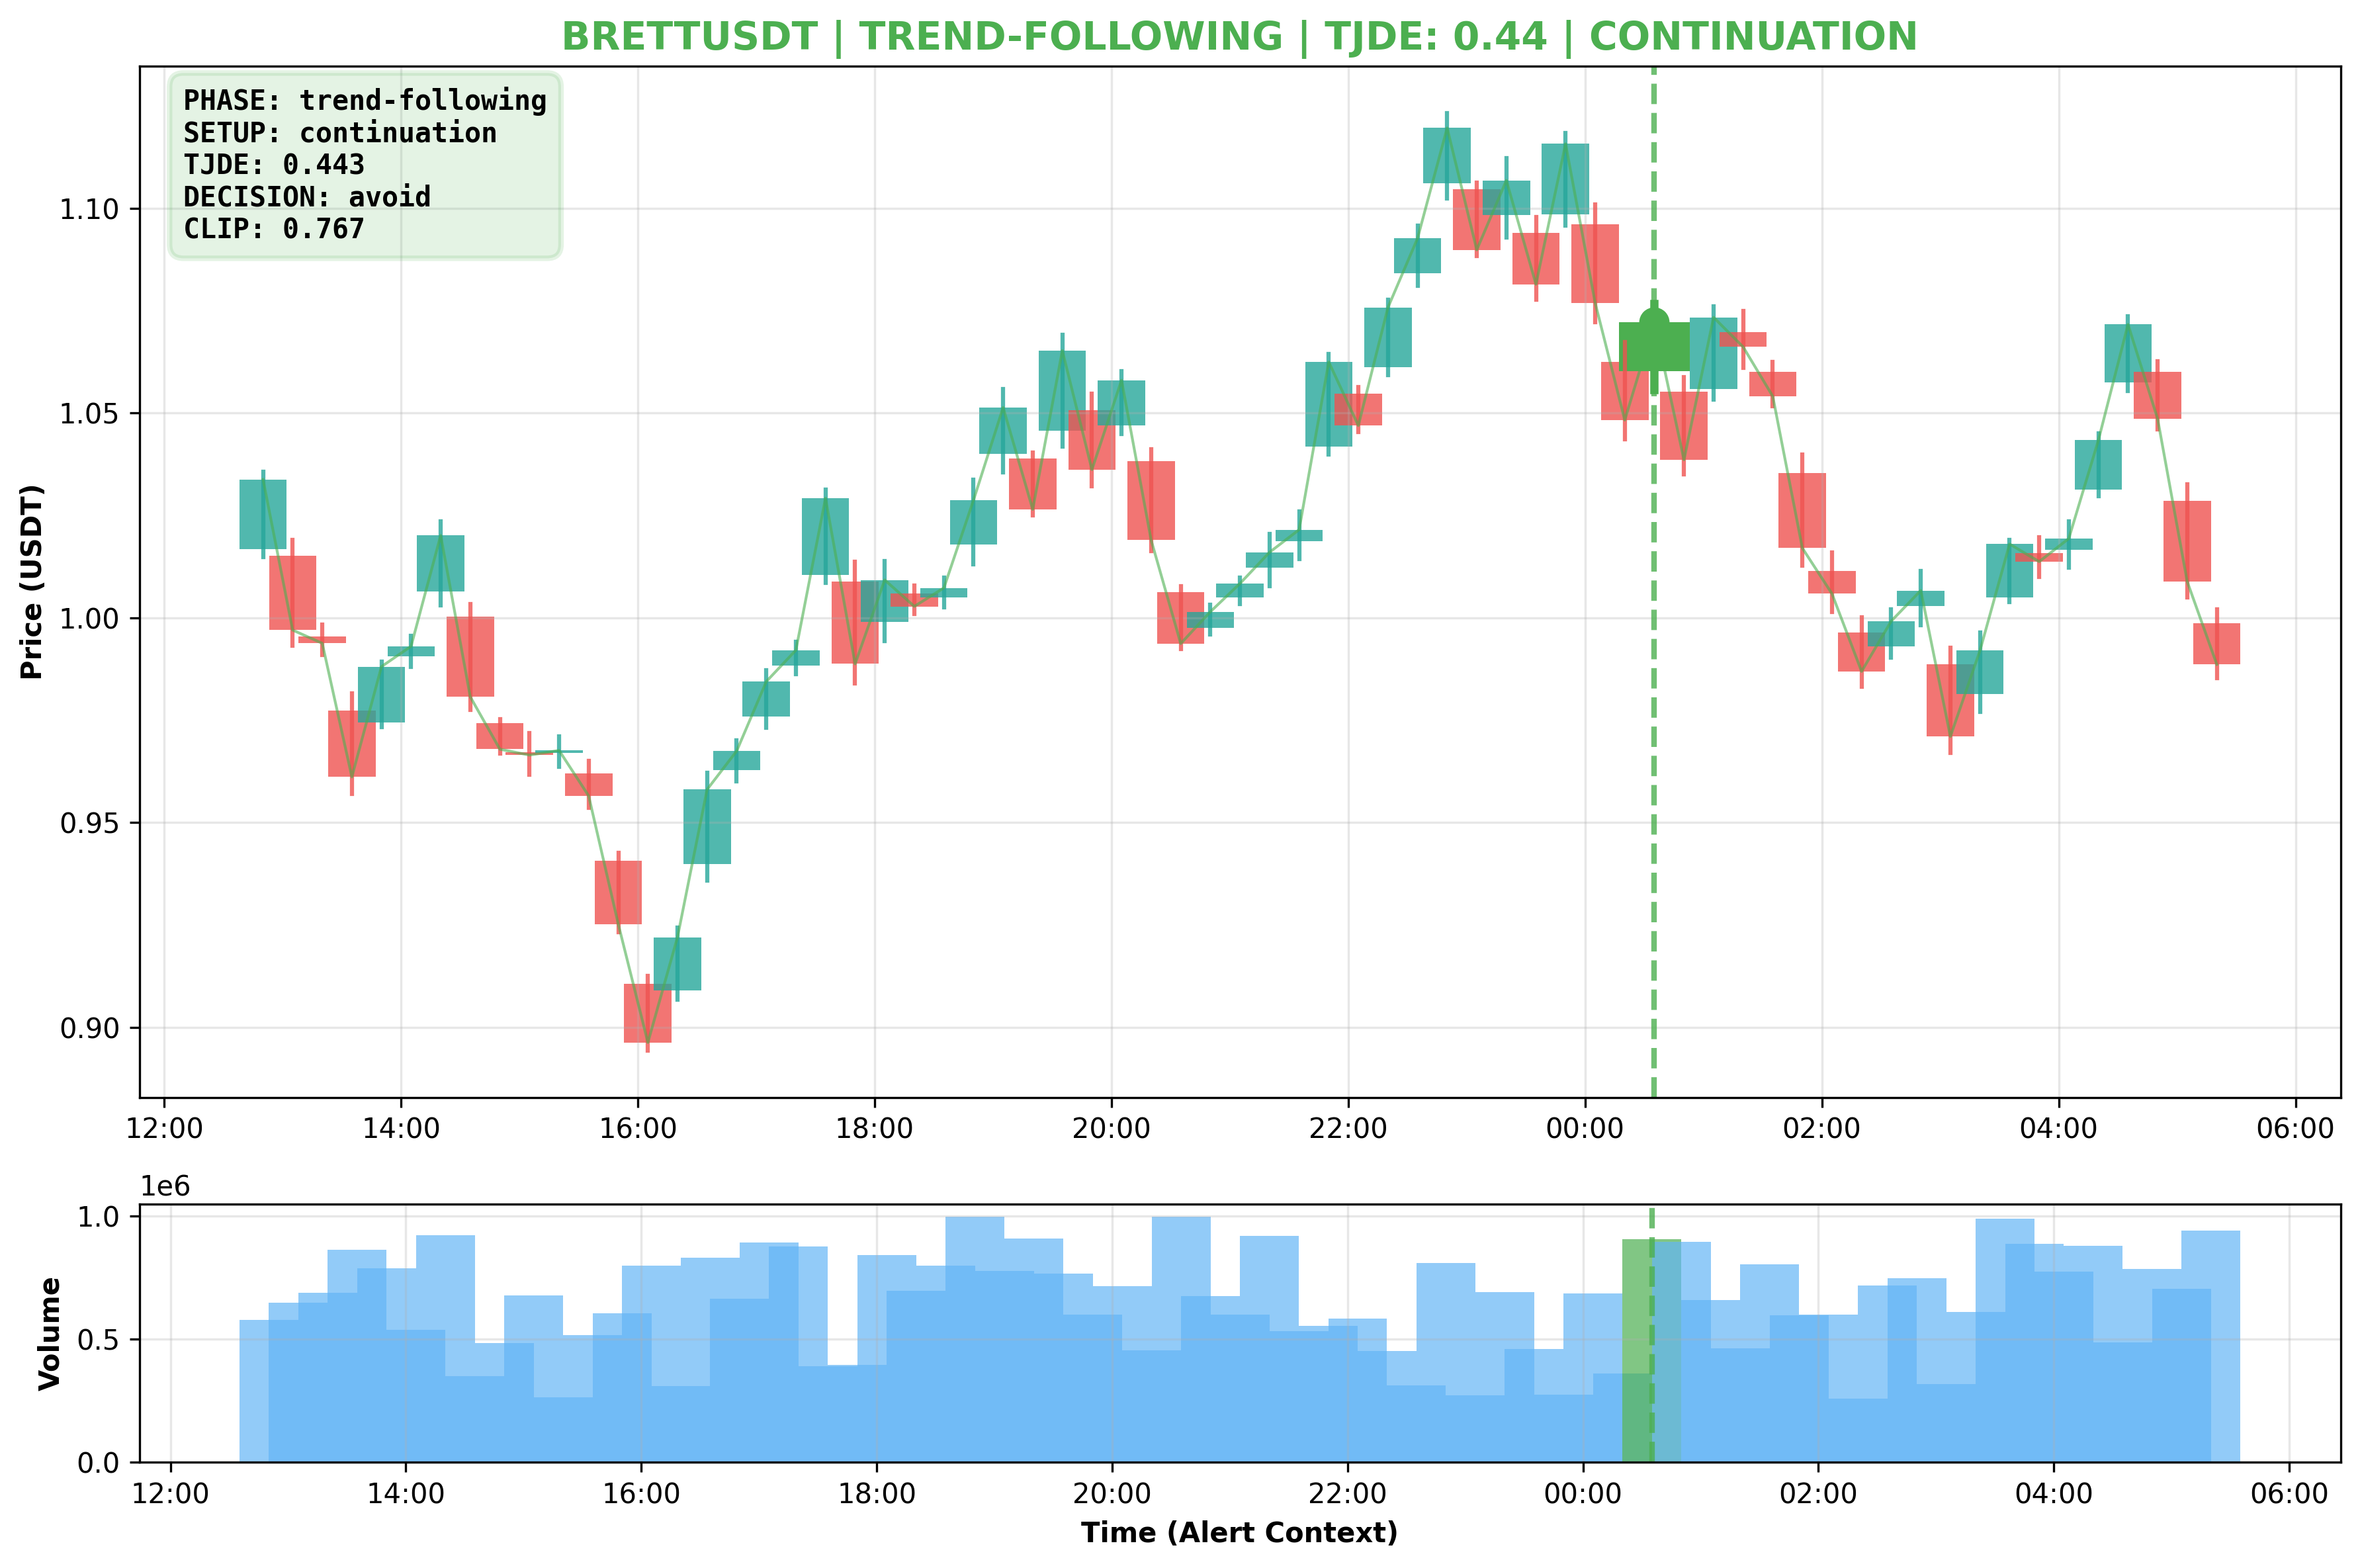 BRETTUSDT | TREND-FOLLOWING | TJDE: 0.44 | CONTINUATION
PHASE: trend-following
SETUP: continuation
TJDE: 0.443
DECISION: avoid
CLIP: 0.767
Price (USDT)
1.10
1.05
1.00
0.95
0.90
12:00 14:00 16:00 18:00 20:00 22:00 00:00 02:00 04:00 06:00
1e6
Volume
1.0
0.5
0.0
12:00 14:00 16:00 18:00 20:00 22:00 00:00 02:00 04:00 06:00
Time (Alert Context)